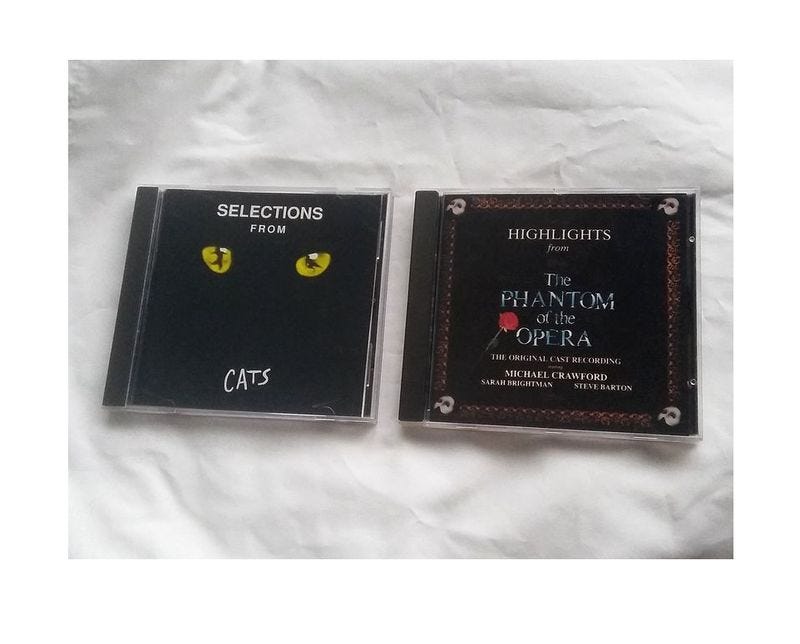 SELECTIONS
FROM
CATS
HIGHLIGHTS
from
The
PHANTOM
of the
OPERA
THE ORIGINAL CAST RECORDING
starring
MICHAEL CRAWFORD
SARAH BRIGHTMAN STEVE BARTON